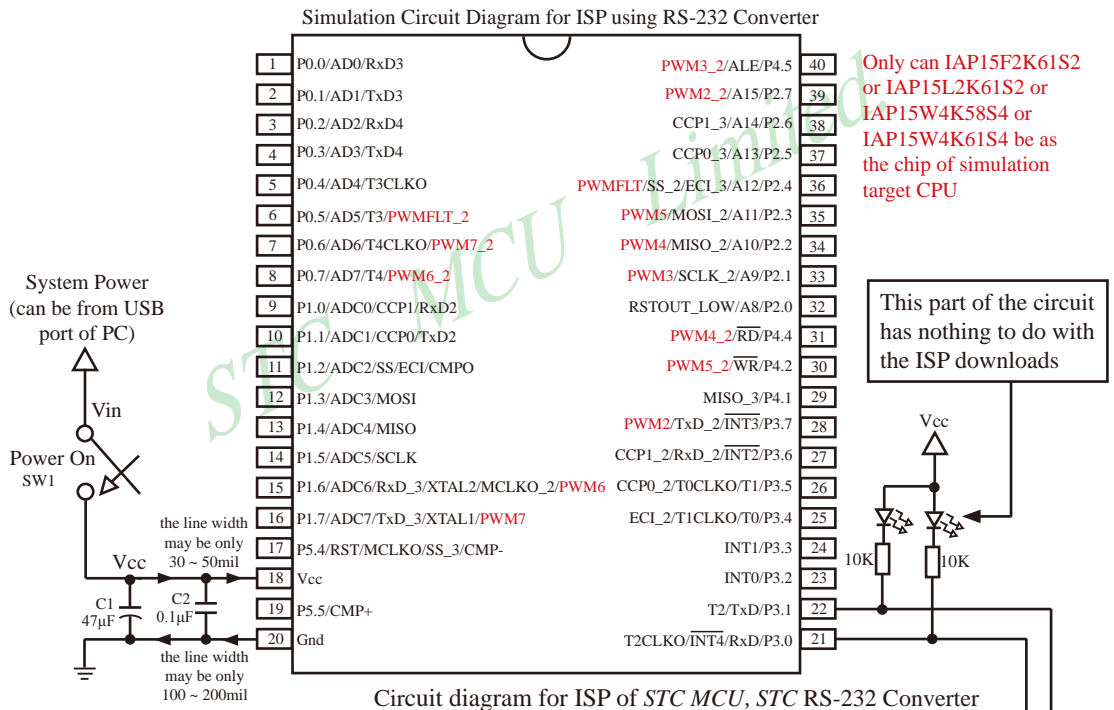 Simulation Circuit Diagram for ISP using RS-232 Converter
1 P0.0/AD0/RxD3
2 P0.1/AD1/TxD3
3 P0.2/AD2/RxD4
4 P0.3/AD3/TxD4
5 P0.4/AD4/T3CLKO
6 P0.5/AD5/T3/PWMFLT_2
7 P0.6/AD6/T4CLKO/PWM7_2
8 P0.7/AD7/T4/PWM6_2
9 P1.0/ADC0/CCP1/RxD2
10 P1.1/ADC1/CCP0/TxD2
11 P1.2/ADC2/SS/ECI/CMPO
12 P1.3/ADC3/MOSI
13 P1.4/ADC4/MISO
14 P1.5/ADC5/SCLK
15 P1.6/ADC6/RxD_3/XTAL2/MCLKO_2/PWM6
16 P1.7/ADC7/TxD_3/XTAL1/PWM7
17 P5.4/RST/MCLKO/SS_3/CMP-
18 Vcc
19 P5.5/CMP+
20 Gnd
PWM3_2/ALE/P4.5 40
PWM2_2/A15/P2.7 39
CCP1_3/A14/P2.6 38
CCP0_3/A13/P2.5 37
PWMFLT/SS_2/ECI_3/A12/P2.4 36
PWM5/MOSI_2/A11/P2.3 35
PWM4/MISO_2/A10/P2.2 34
PWM3/SCLK_2/A9/P2.1 33
RSTOUT_LOW/A8/P2.0 32
PWM4_2/RD/P4.4 31
PWM5_2/WR/P4.2 30
MISO_3/P4.1 29
PWM2/TxD_2/INT3/P3.7 28
CCP1_2/RxD_2/INT2/P3.6 27
CCP0_2/T0CLKO/T1/P3.5 26
ECI_2/T1CLKO/T0/P3.4 25
INT1/P3.3 24
INT0/P3.2 23
T2/TxD/P3.1 22
T2CLKO/INT4/RxD/P3.0 21
STC MCU Limited.
Only can IAP15F2K61S2
or IAP15L2K61S2 or
IAP15W4K58S4 or
IAP15W4K61S4 be as
the chip of simulation
target CPU
System Power
(can be from USB
port of PC)
Vin
Power On
SW1
the line width
may be only
30 ~ 50mil
Vcc
C1
47μF
C2
0.1μF
the line width
may be only
100 ~ 200mil
This part of the circuit
has nothing to do with
the ISP downloads
Vcc
10K
10K
Circuit diagram for ISP of STC MCU, STC RS-232 Converter